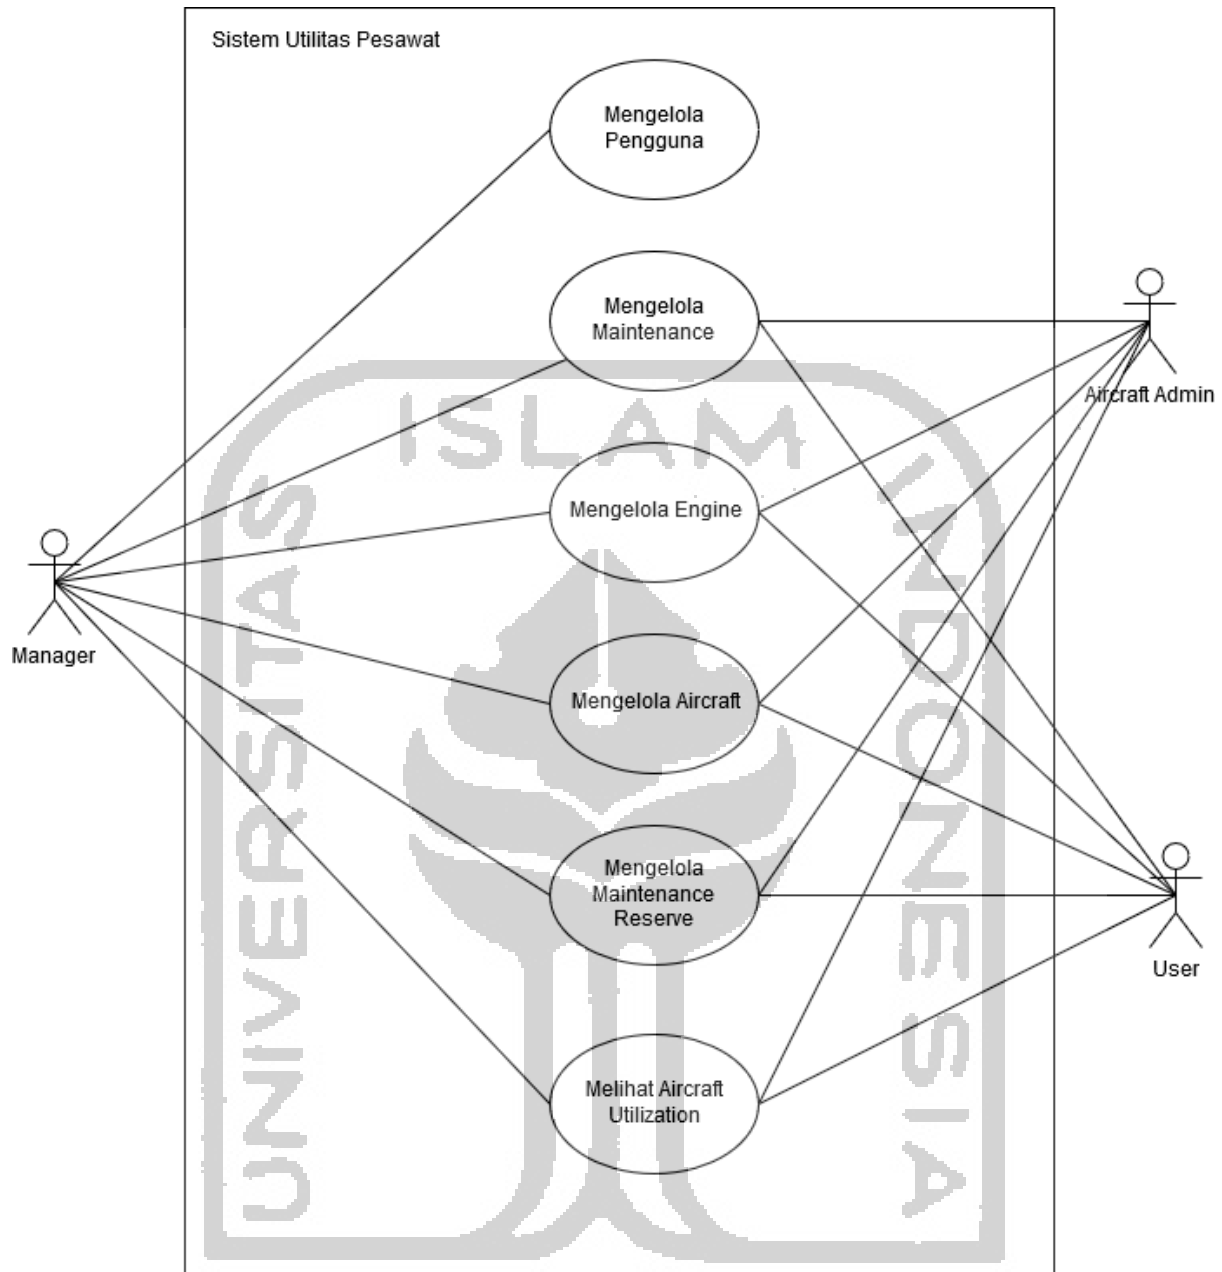 Sistem Utilitas Pesawat
Mengelola
Pengguna
Mengelola
Maintenance
Aircraft Admin
ISLAM
Mengelola Engine
Manager
Mengelola Aircraft
UNIVERSITAS
INDONESIA
Mengelola
Maintenance
Reserve
User
Melihat Aircraft
Utilization